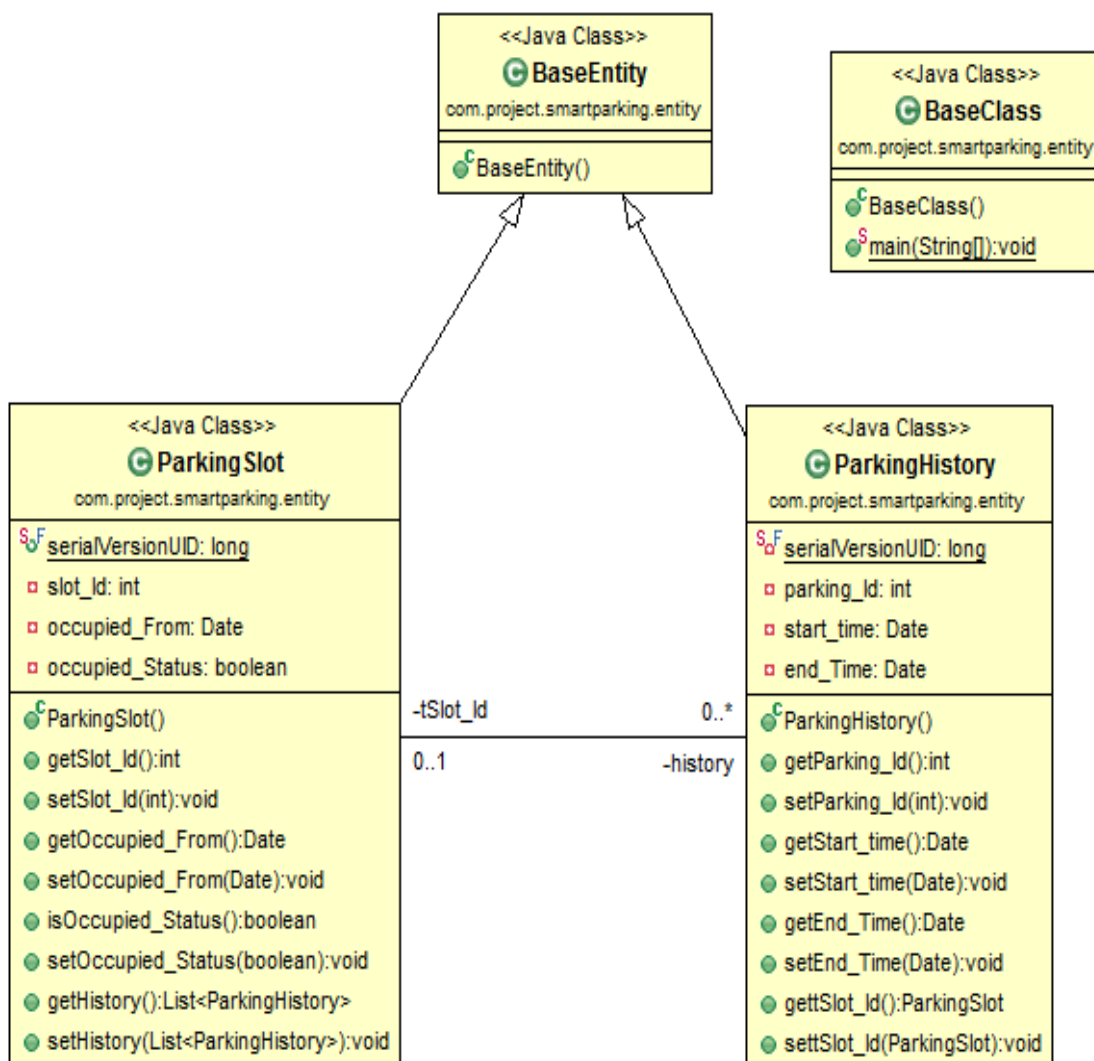 <<Java Class>>
BaseEntity
com.project.smartparking.entity
BaseEntity()
<<Java Class>>
BaseClass
com.project.smartparking.entity
BaseClass()
main(String[]):void
<<Java Class>>
ParkingSlot
com.project.smartparking.entity
serialVersionUID: long
slot_Id: int
occupied_From: Date
occupied_Status: boolean
ParkingSlot()
getSlot_Id():int
setSlot_Id(int):void
getOccupied_From():Date
setOccupied_From(Date):void
isOccupied_Status():boolean
setOccupied_Status(boolean):void
getHistory():List<ParkingHistory>
setHistory(List<ParkingHistory>):void
-tSlot_Id
0..*
0..1
-history
<<Java Class>>
ParkingHistory
com.project.smartparking.entity
serialVersionUID: long
parking_Id: int
start_time: Date
end_Time: Date
ParkingHistory()
getParking_Id():int
setParking_Id(int):void
getStart_time():Date
setStart_time(Date):void
getEnd_Time():Date
setEnd_Time(Date):void
gettSlot_Id():ParkingSlot
settSlot_Id(ParkingSlot):void